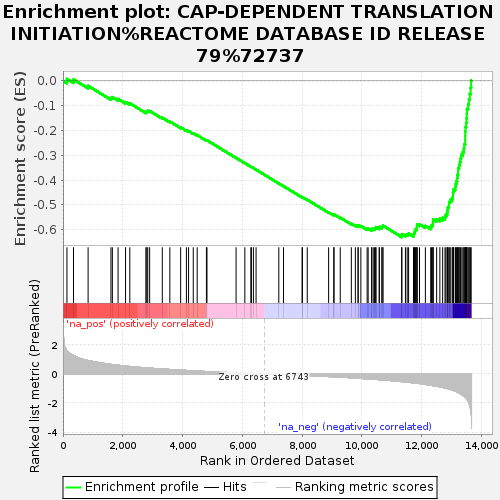 Enrichment plot: CAP-DEPENDENT TRANSLATION
INITIATION%REACTOME DATABASE ID RELEASE
79%72737
Enrichment score (ES)
0.0
-0.1
-0.2
-0.3
-0.4
-0.5
-0.6
Ranked list metric (PreRanked)
'na_pos' (positively correlated)
2
0
-2
-4
Zero cross at 6743
'na_neg' (negatively correlated)
0
2,000
4,000
6,000
8,000
10,000
12,000
14,000
Rank in Ordered Dataset
Enrichment profile
Hits
Ranking metric scores